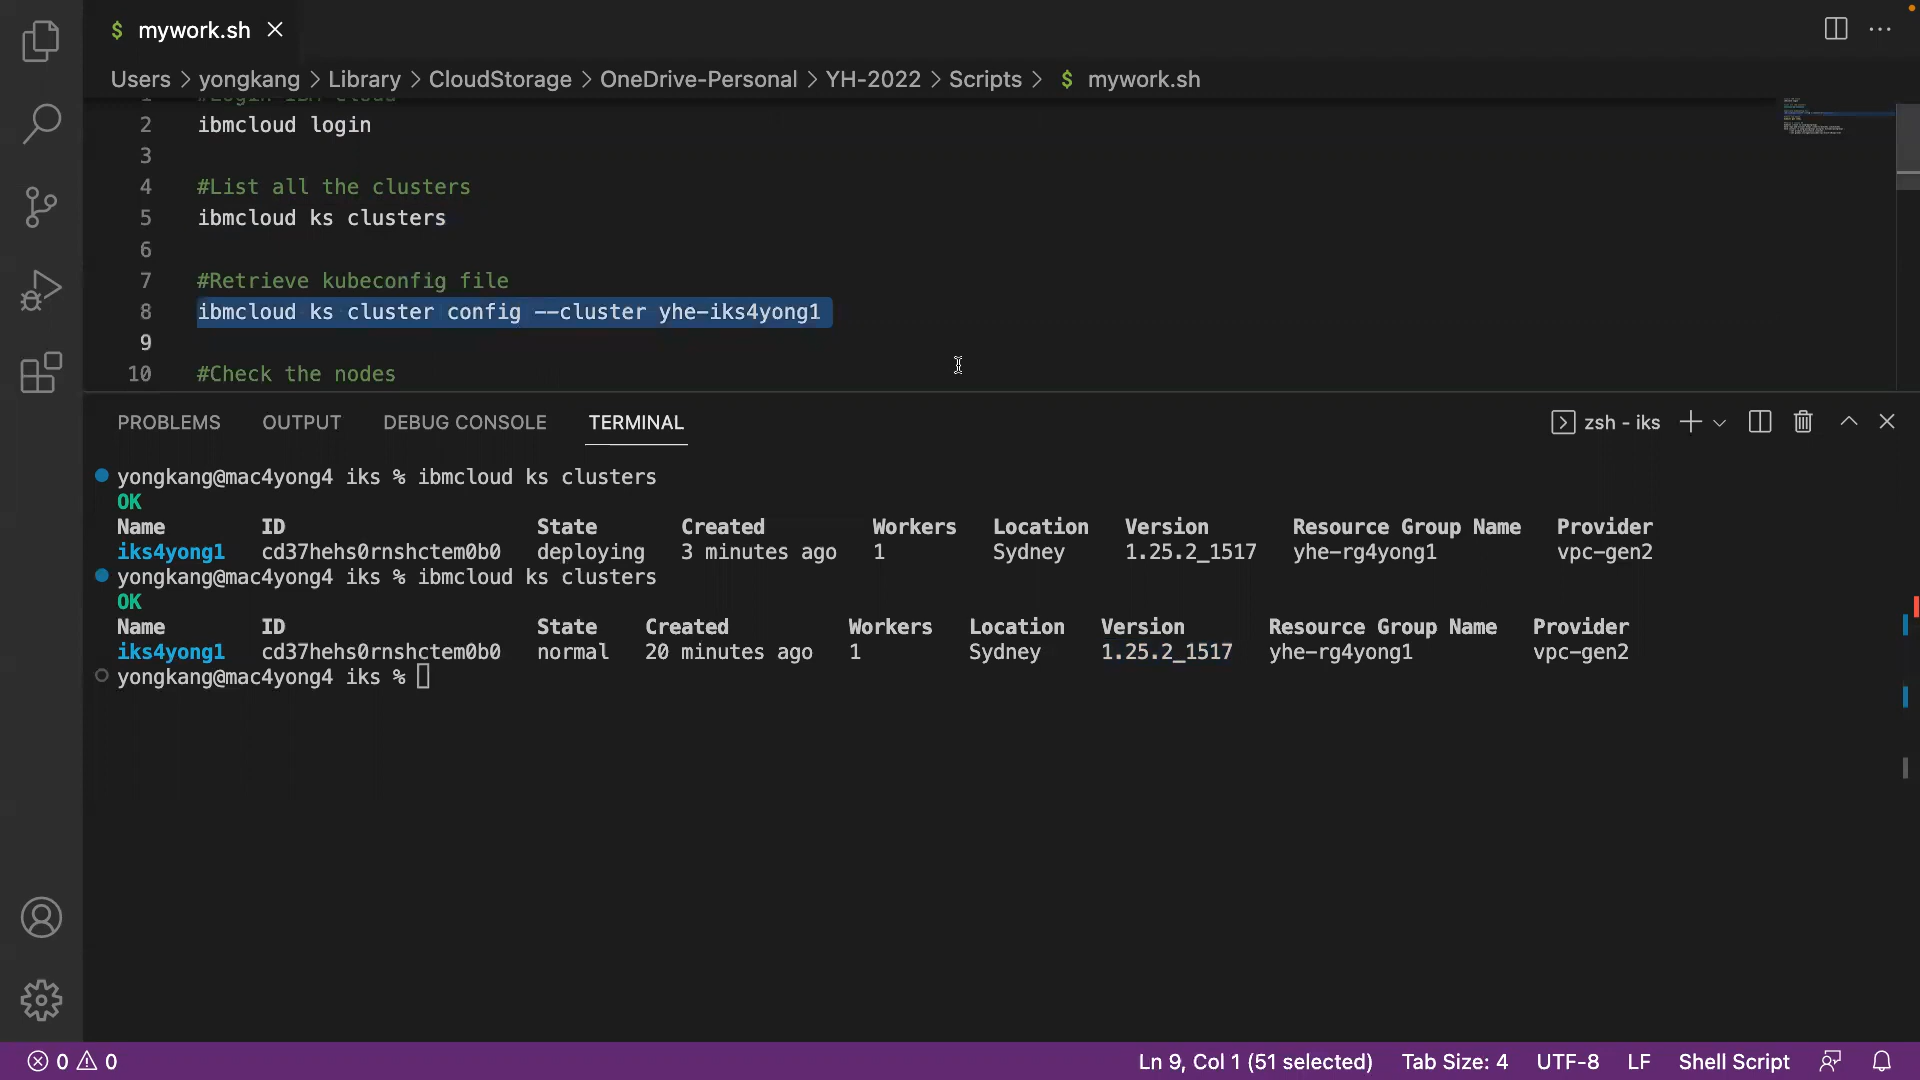 $ mywork.sh
Users > yongkang > Library > CloudStorage > OneDrive-Personal > YH-2022 > Scripts > $ mywork.sh
1 #Login IBM Cloud
2 ibmcloud login
3
4 #List all the clusters
5 ibmcloud ks clusters
6
7 #Retrieve kubeconfig file
8 ibmcloud ks cluster config --cluster yhe-iks4yong1
9
10 #Check the nodes
PROBLEMS OUTPUT DEBUG CONSOLE TERMINAL zsh - iks
yongkang@mac4yong4 iks % ibmcloud ks clusters
OK
Name ID State Created Workers Location Version Resource Group Name Provider
iks4yong1 cd37hehs0rnshctem0b0 deploying 3 minutes ago 1 Sydney 1.25.2_1517 yhe-rg4yong1 vpc-gen2
yongkang@mac4yong4 iks % ibmcloud ks clusters
OK
Name ID State Created Workers Location Version Resource Group Name Provider
iks4yong1 cd37hehs0rnshctem0b0 normal 20 minutes ago 1 Sydney 1.25.2_1517 yhe-rg4yong1 vpc-gen2
yongkang@mac4yong4 iks %
0 0 Ln 9, Col 1 (51 selected) Tab Size: 4 UTF-8 LF Shell Script